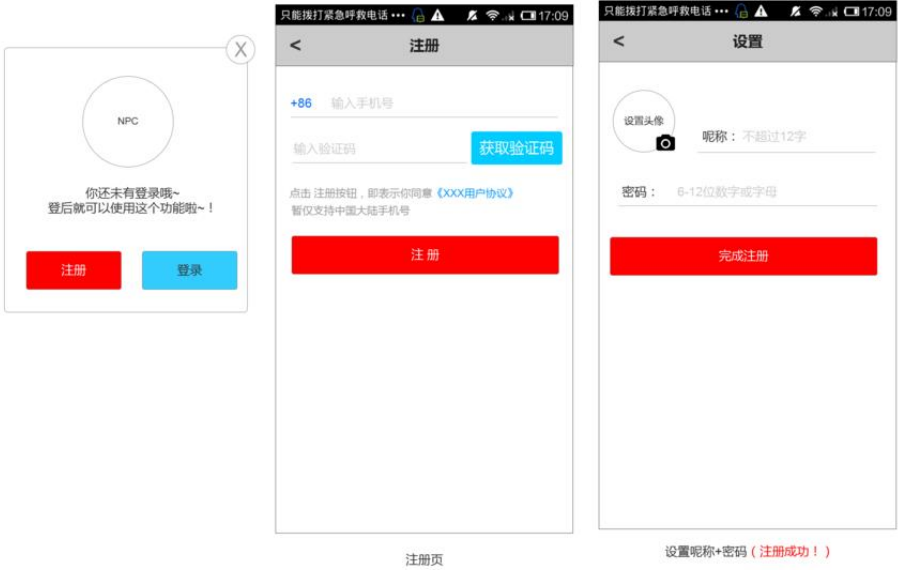 X
NPC
你还未有登录哦~
登后就可以使用这个功能啦~！
注册
登录
只能拨打紧急呼救电话 ••• 17:09
< 注册
+86 输入手机号
输入验证码 获取验证码
点击 注册按钮，即表示你同意《XXX用户协议》
暂仅支持中国大陆手机号
注 册
注册页
只能拨打紧急呼救电话 ••• 17:09
< 设置
设置头像
呢称： 不超过12字
密码： 6-12位数字或字母
完成注册
设置呢称+密码（注册成功！）